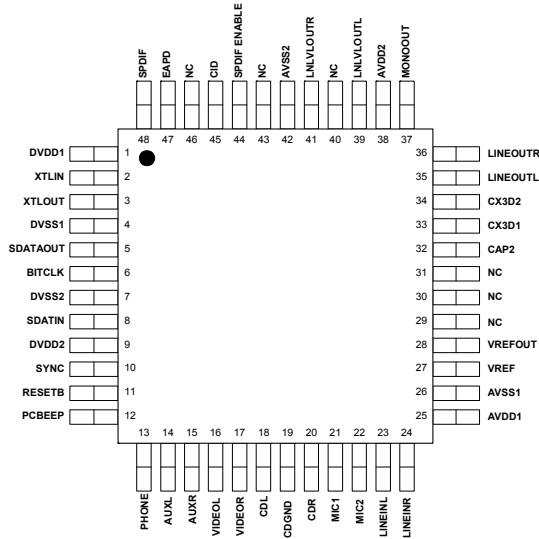 SPDIF EAPD NC CID SPDIF ENABLE NC AVSS2 LNLVLOUTR NC LNLVLOUTL AVDD2 MONOOUT
48 47 46 45 44 43 42 41 40 39 38 37
DVDD1 1 36 LINEOUTR
XTLIN 2 35 LINEOUTL
XTLOUT 3 34 CX3D2
DVSS1 4 33 CX3D1
SDATAOUT 5 32 CAP2
BITCLK 6 31 NC
DVSS2 7 30 NC
SDATIN 8 29 NC
DVDD2 9 28 VREFOUT
SYNC 10 27 VREF
RESETB 11 26 AVSS1
PCBEEP 12 25 AVDD1
13 14 15 16 17 18 19 20 21 22 23 24
PHONE AUXL AUXR VIDEOL VIDEOR CDL CDGND CDR MIC1 MIC2 LINEINL LINEINR